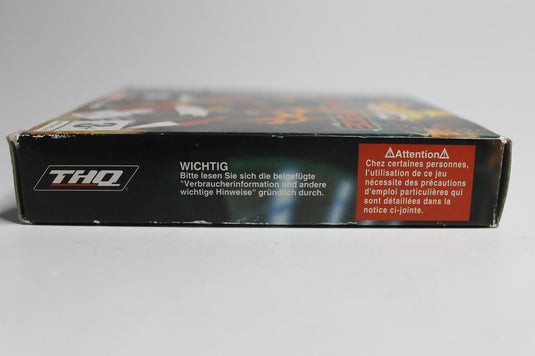 THQ
WICHTIG
Bitte lesen Sie sich die beigefügte
"Verbraucherinformation und andere
wichtige Hinweise" gründlich durch.
⚠Attention⚠
Chez certaines personnes,
l'utilisation de ce jeu
nécessite des précautions
d'emploi particulières qui
sont détaillées dans la
notice ci-jointe.